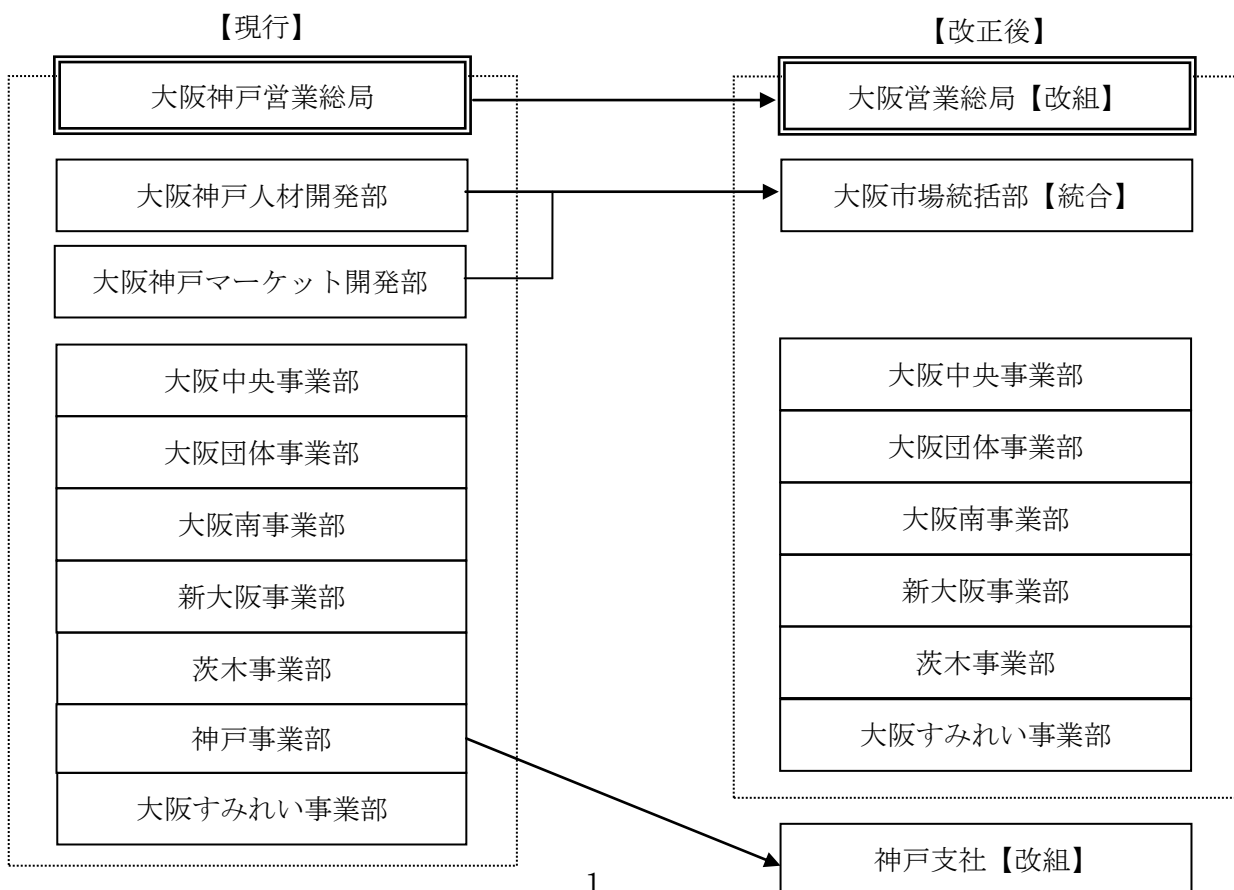 【現行】
大阪神戸営業総局
大阪神戸人材開発部
大阪神戸マーケット開発部
大阪中央事業部
大阪団体事業部
大阪南事業部
新大阪事業部
茨木事業部
神戸事業部
大阪すみれい事業部
【改正後】
大阪営業総局【改組】
大阪市場統括部【統合】
大阪中央事業部
大阪団体事業部
大阪南事業部
新大阪事業部
茨木事業部
大阪すみれい事業部
神戸支社【改組】
1